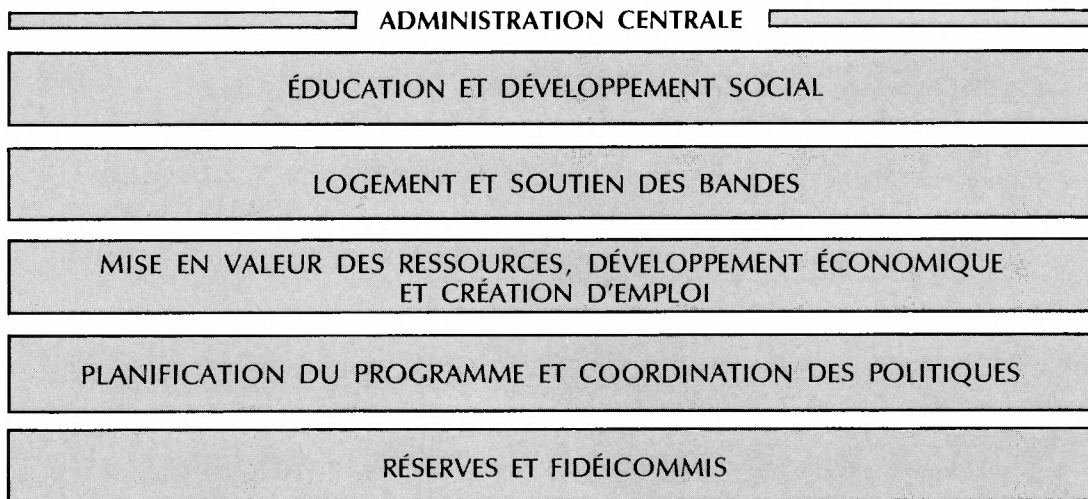 ADMINISTRATION CENTRALE
ÉDUCATION ET DÉVELOPPEMENT SOCIAL
LOGEMENT ET SOUTIEN DES BANDES
MISE EN VALEUR DES RESSOURCES, DÉVELOPPEMENT ÉCONOMIQUE
ET CRÉATION D'EMPLOI
PLANIFICATION DU PROGRAMME ET COORDINATION DES POLITIQUES
RÉSERVES ET FIDÉICOMMIS